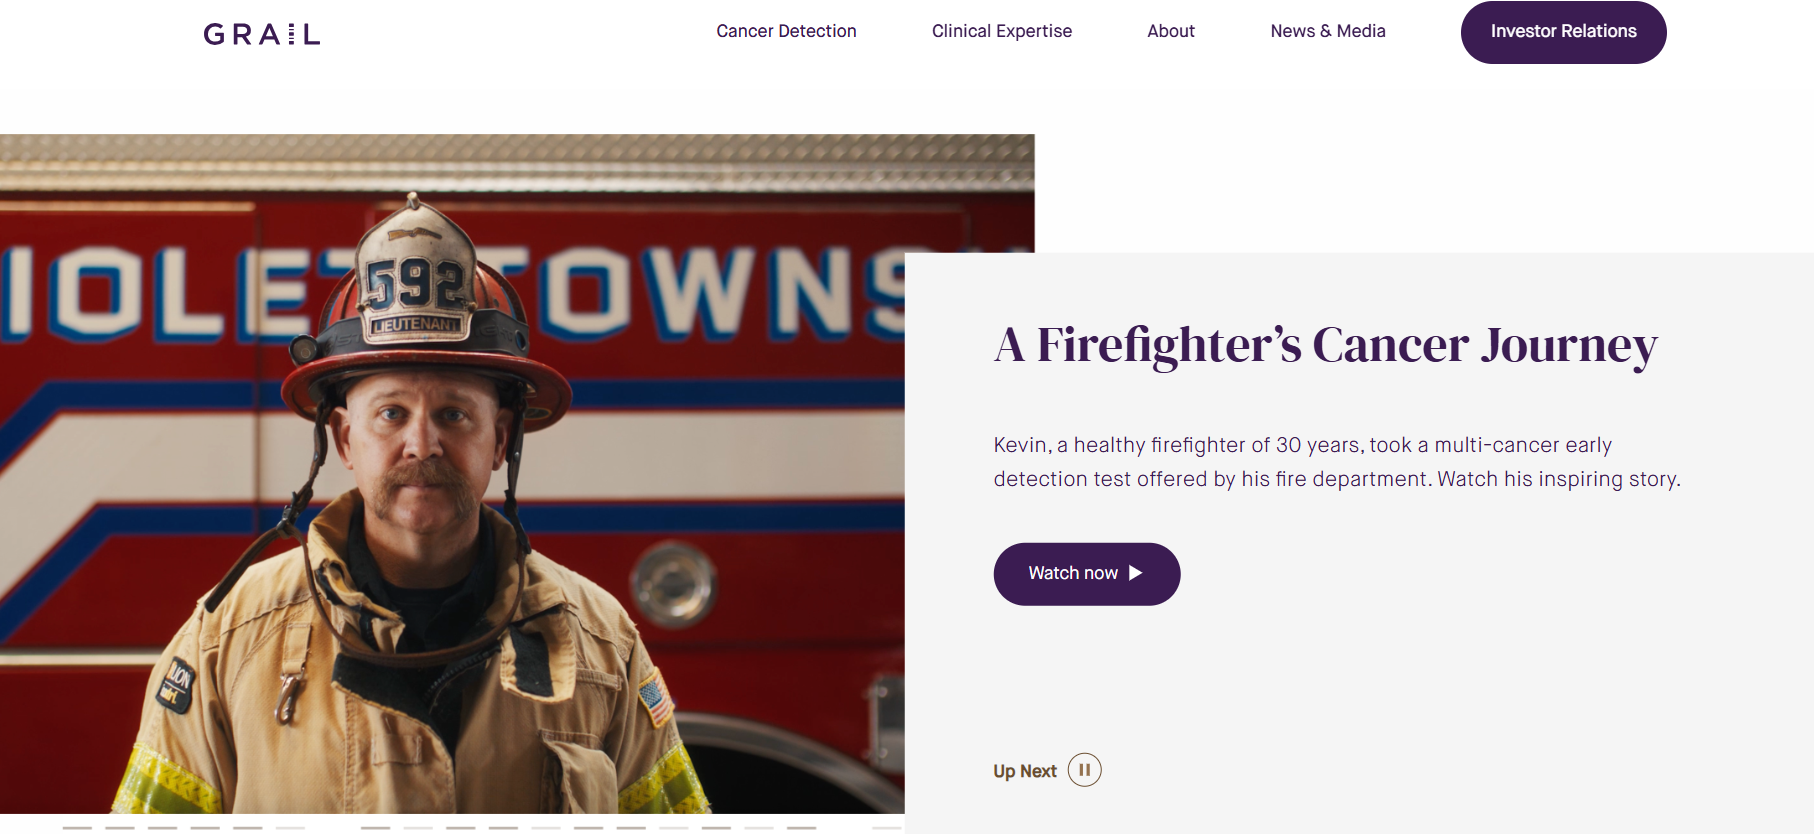 GRAIL
Cancer Detection
Clinical Expertise
About
News & Media
Investor Relations
IOLET TOWNS
592
LIEUTENANT
A Firefighter’s Cancer Journey
Kevin, a healthy firefighter of 30 years, took a multi-cancer early
detection test offered by his fire department. Watch his inspiring story.
Watch now
Up Next